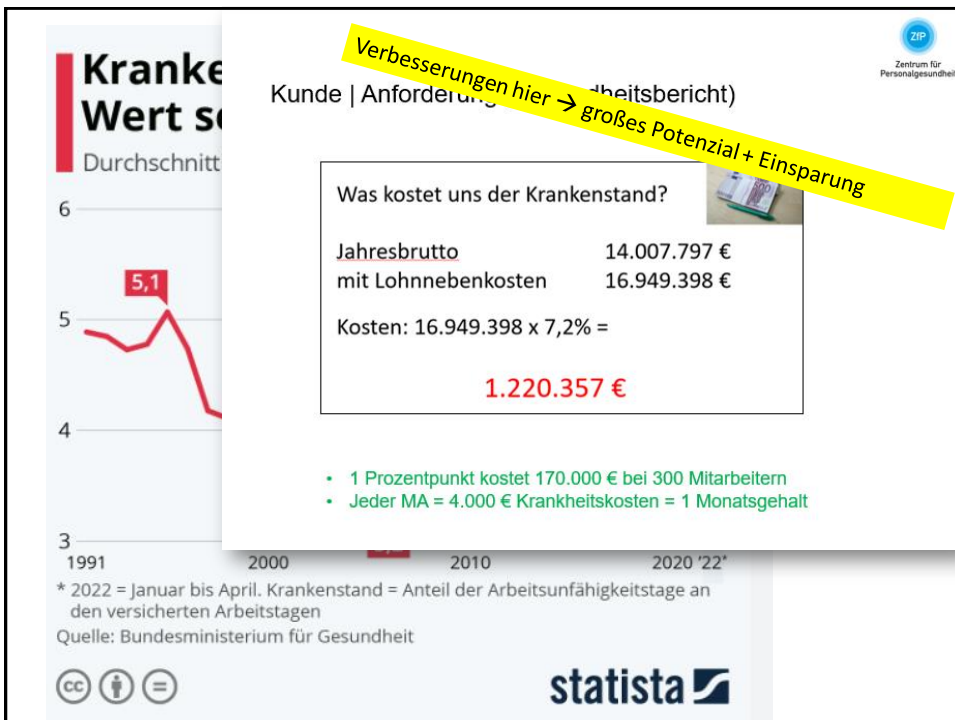 Kranke
Wert s
Durchschnitt
6
5,1
5
4
3
1991
2000
2010
2020 '22*
* 2022 = Januar bis April. Krankenstand = Anteil der Arbeitsunfähigkeitstage an
den versicherten Arbeitstagen
Quelle: Bundesministerium für Gesundheit
cc
statista
ZfP
Zentrum für
Personalgesundheit
Verbesserungen hier → großes Potenzial + Einsparung
Kunde | Anforderung dheitsbericht)
Was kostet uns der Krankenstand?
500
Jahresbrutto 14.007.797 €
mit Lohnnebenkosten 16.949.398 €
Kosten: 16.949.398 x 7,2% =
1.220.357 €
• 1 Prozentpunkt kostet 170.000 € bei 300 Mitarbeitern
• Jeder MA = 4.000 € Krankheitskosten = 1 Monatsgehalt